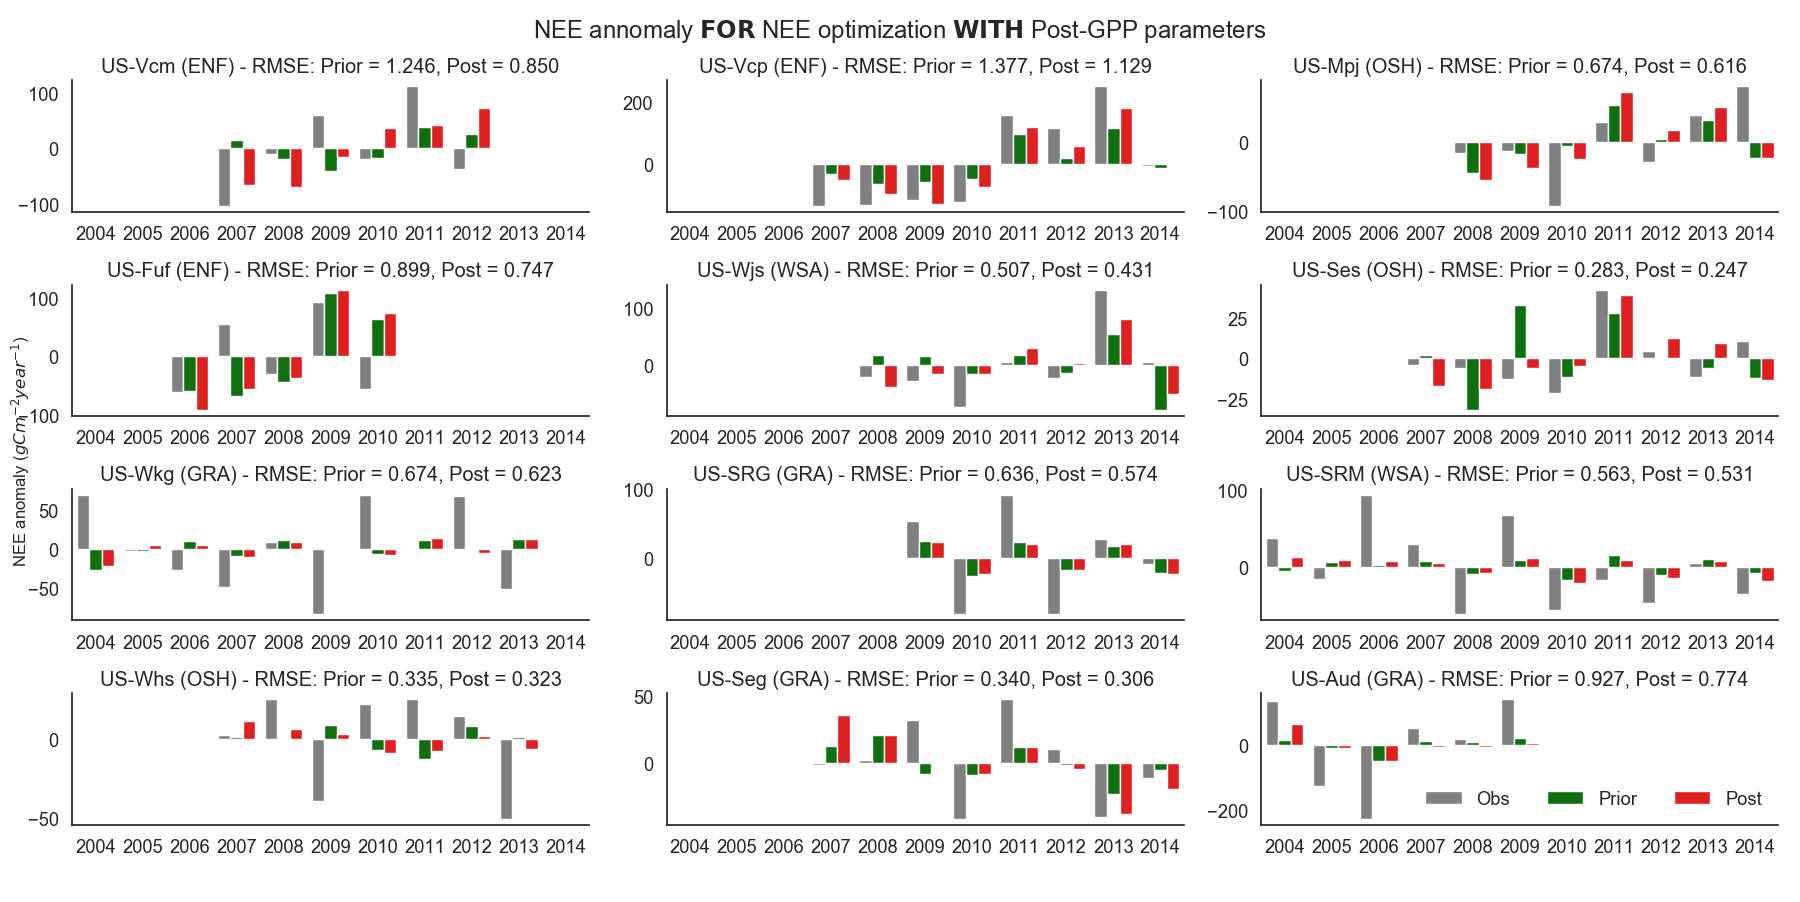 NEE annomaly FOR NEE optimization WITH Post-GPP parameters
US-Vcm (ENF) - RMSE: Prior = 1.246, Post = 0.850
100
0
−100
2004 2005 2006 2007 2008 2009 2010 2011 2012 2013 2014
US-Vcp (ENF) - RMSE: Prior = 1.377, Post = 1.129
200
0
2004 2005 2006 2007 2008 2009 2010 2011 2012 2013 2014
US-Mpj (OSH) - RMSE: Prior = 0.674, Post = 0.616
0
−100
2004 2005 2006 2007 2008 2009 2010 2011 2012 2013 2014
US-Fuf (ENF) - RMSE: Prior = 0.899, Post = 0.747
100
0
−100
2004 2005 2006 2007 2008 2009 2010 2011 2012 2013 2014
US-Wjs (WSA) - RMSE: Prior = 0.507, Post = 0.431
100
0
2004 2005 2006 2007 2008 2009 2010 2011 2012 2013 2014
US-Ses (OSH) - RMSE: Prior = 0.283, Post = 0.247
25
0
−25
2004 2005 2006 2007 2008 2009 2010 2011 2012 2013 2014
NEE anomaly (gCm⁻²year⁻¹)
US-Wkg (GRA) - RMSE: Prior = 0.674, Post = 0.623
50
0
−50
2004 2005 2006 2007 2008 2009 2010 2011 2012 2013 2014
US-SRG (GRA) - RMSE: Prior = 0.636, Post = 0.574
100
0
2004 2005 2006 2007 2008 2009 2010 2011 2012 2013 2014
US-SRM (WSA) - RMSE: Prior = 0.563, Post = 0.531
100
0
2004 2005 2006 2007 2008 2009 2010 2011 2012 2013 2014
US-Whs (OSH) - RMSE: Prior = 0.335, Post = 0.323
0
−50
2004 2005 2006 2007 2008 2009 2010 2011 2012 2013 2014
US-Seg (GRA) - RMSE: Prior = 0.340, Post = 0.306
50
0
2004 2005 2006 2007 2008 2009 2010 2011 2012 2013 2014
US-Aud (GRA) - RMSE: Prior = 0.927, Post = 0.774
0
−200
Obs Prior Post
2004 2005 2006 2007 2008 2009 2010 2011 2012 2013 2014